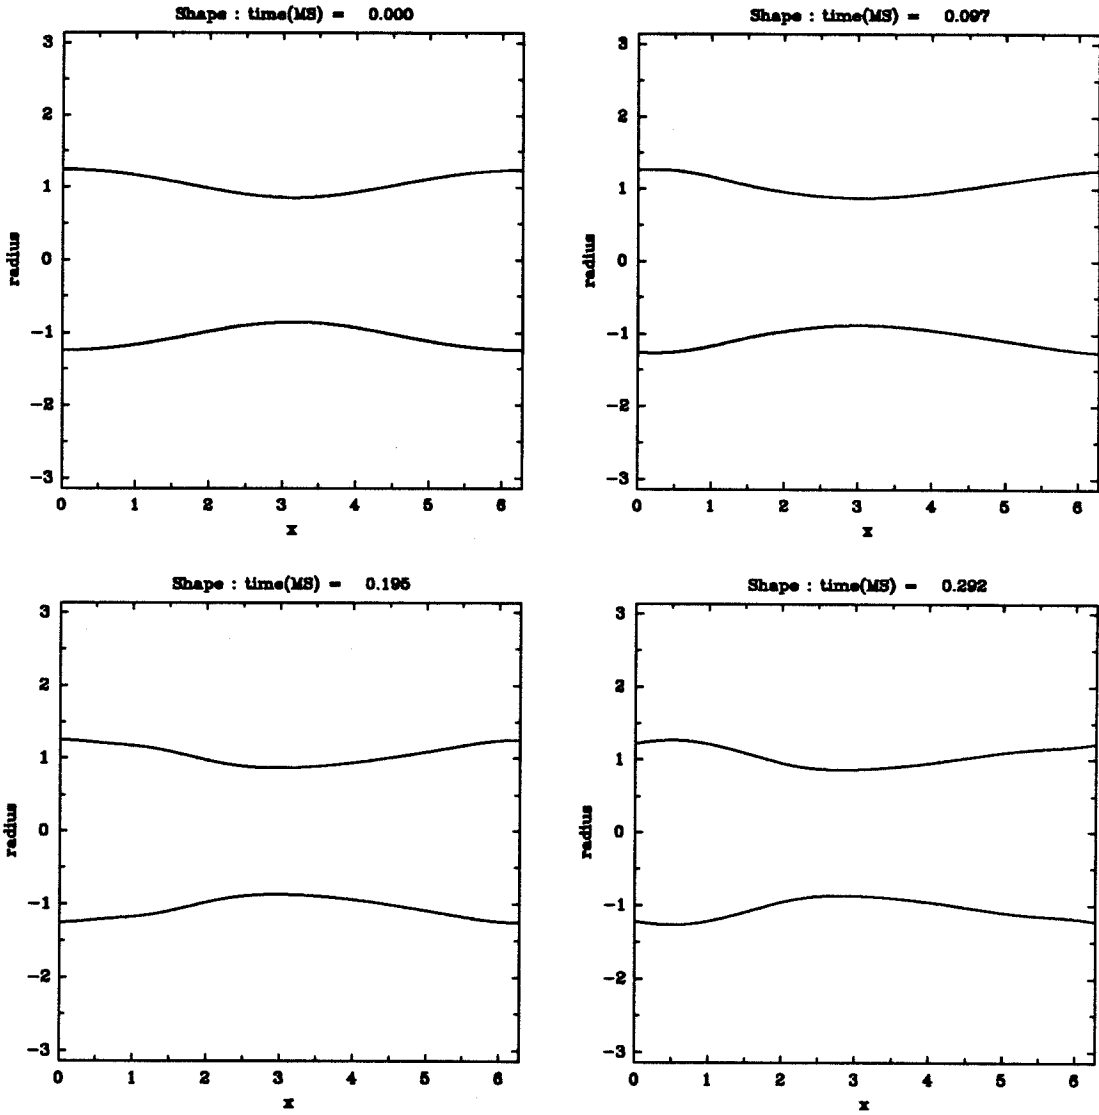 Shape : time(MS) = 0.000
3
2
1
0
-1
-2
-3
radius
0 1 2 3 4 5 6
x
Shape : time(MS) = 0.097
3
2
1
0
-1
-2
-3
radius
0 1 2 3 4 5 6
x
Shape : time(MS) = 0.195
3
2
1
0
-1
-2
-3
radius
0 1 2 3 4 5 6
x
Shape : time(MS) = 0.292
3
2
1
0
-1
-2
-3
radius
0 1 2 3 4 5 6
x